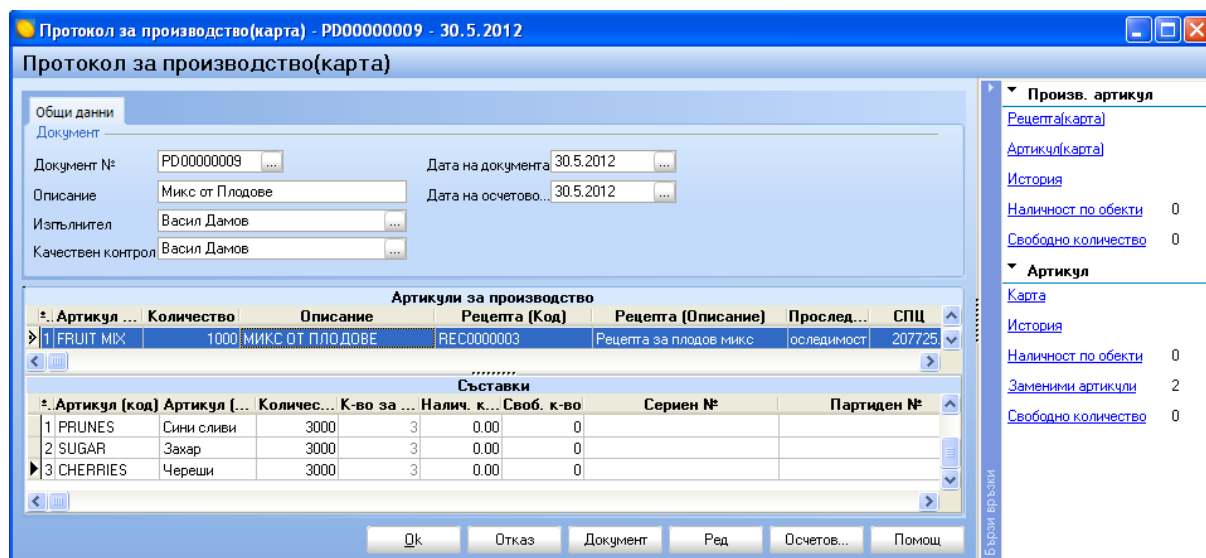 Протокол за производство(карта) - PD00000009 - 30.5.2012
Протокол за производство(карта)
Общи данни
Документ
Документ № PD00000009 ... Дата на документа 30.5.2012 ...
Описание Микс от Плодове Дата на осчетово... 30.5.2012 ...
Изпълнител Васил Дамов ...
Качествен контрол Васил Дамов ...
Артикули за производство
Артикул ... Количество Описание Рецепта (Код) Рецепта (Описание) Прослед... СПЦ
1 FRUIT MIX 1000 МИКС ОТ ПЛОДОВЕ REC0000003 Рецепта за плодов микс оследимост 207725.
Съставки
Артикул (код) Артикул (... Количес... К-во за ... Налич. к... Своб. к-во Сериен № Партиден №
1 PRUNES Сини сливи 3000 3 0.00 0
2 SUGAR Захар 3000 3 0.00 0
3 CHERRIES Череши 3000 3 0.00 0
Ok Отказ Документ Ред Осчетов... Помощ
Бързи връзки
Произв. артикул
Рецепта(карта)
Артикул(карта)
История
Наличност по обекти 0
Свободно количество 0
Артикул
Карта
История
Наличност по обекти 0
Заменими артикули 2
Свободно количество 0